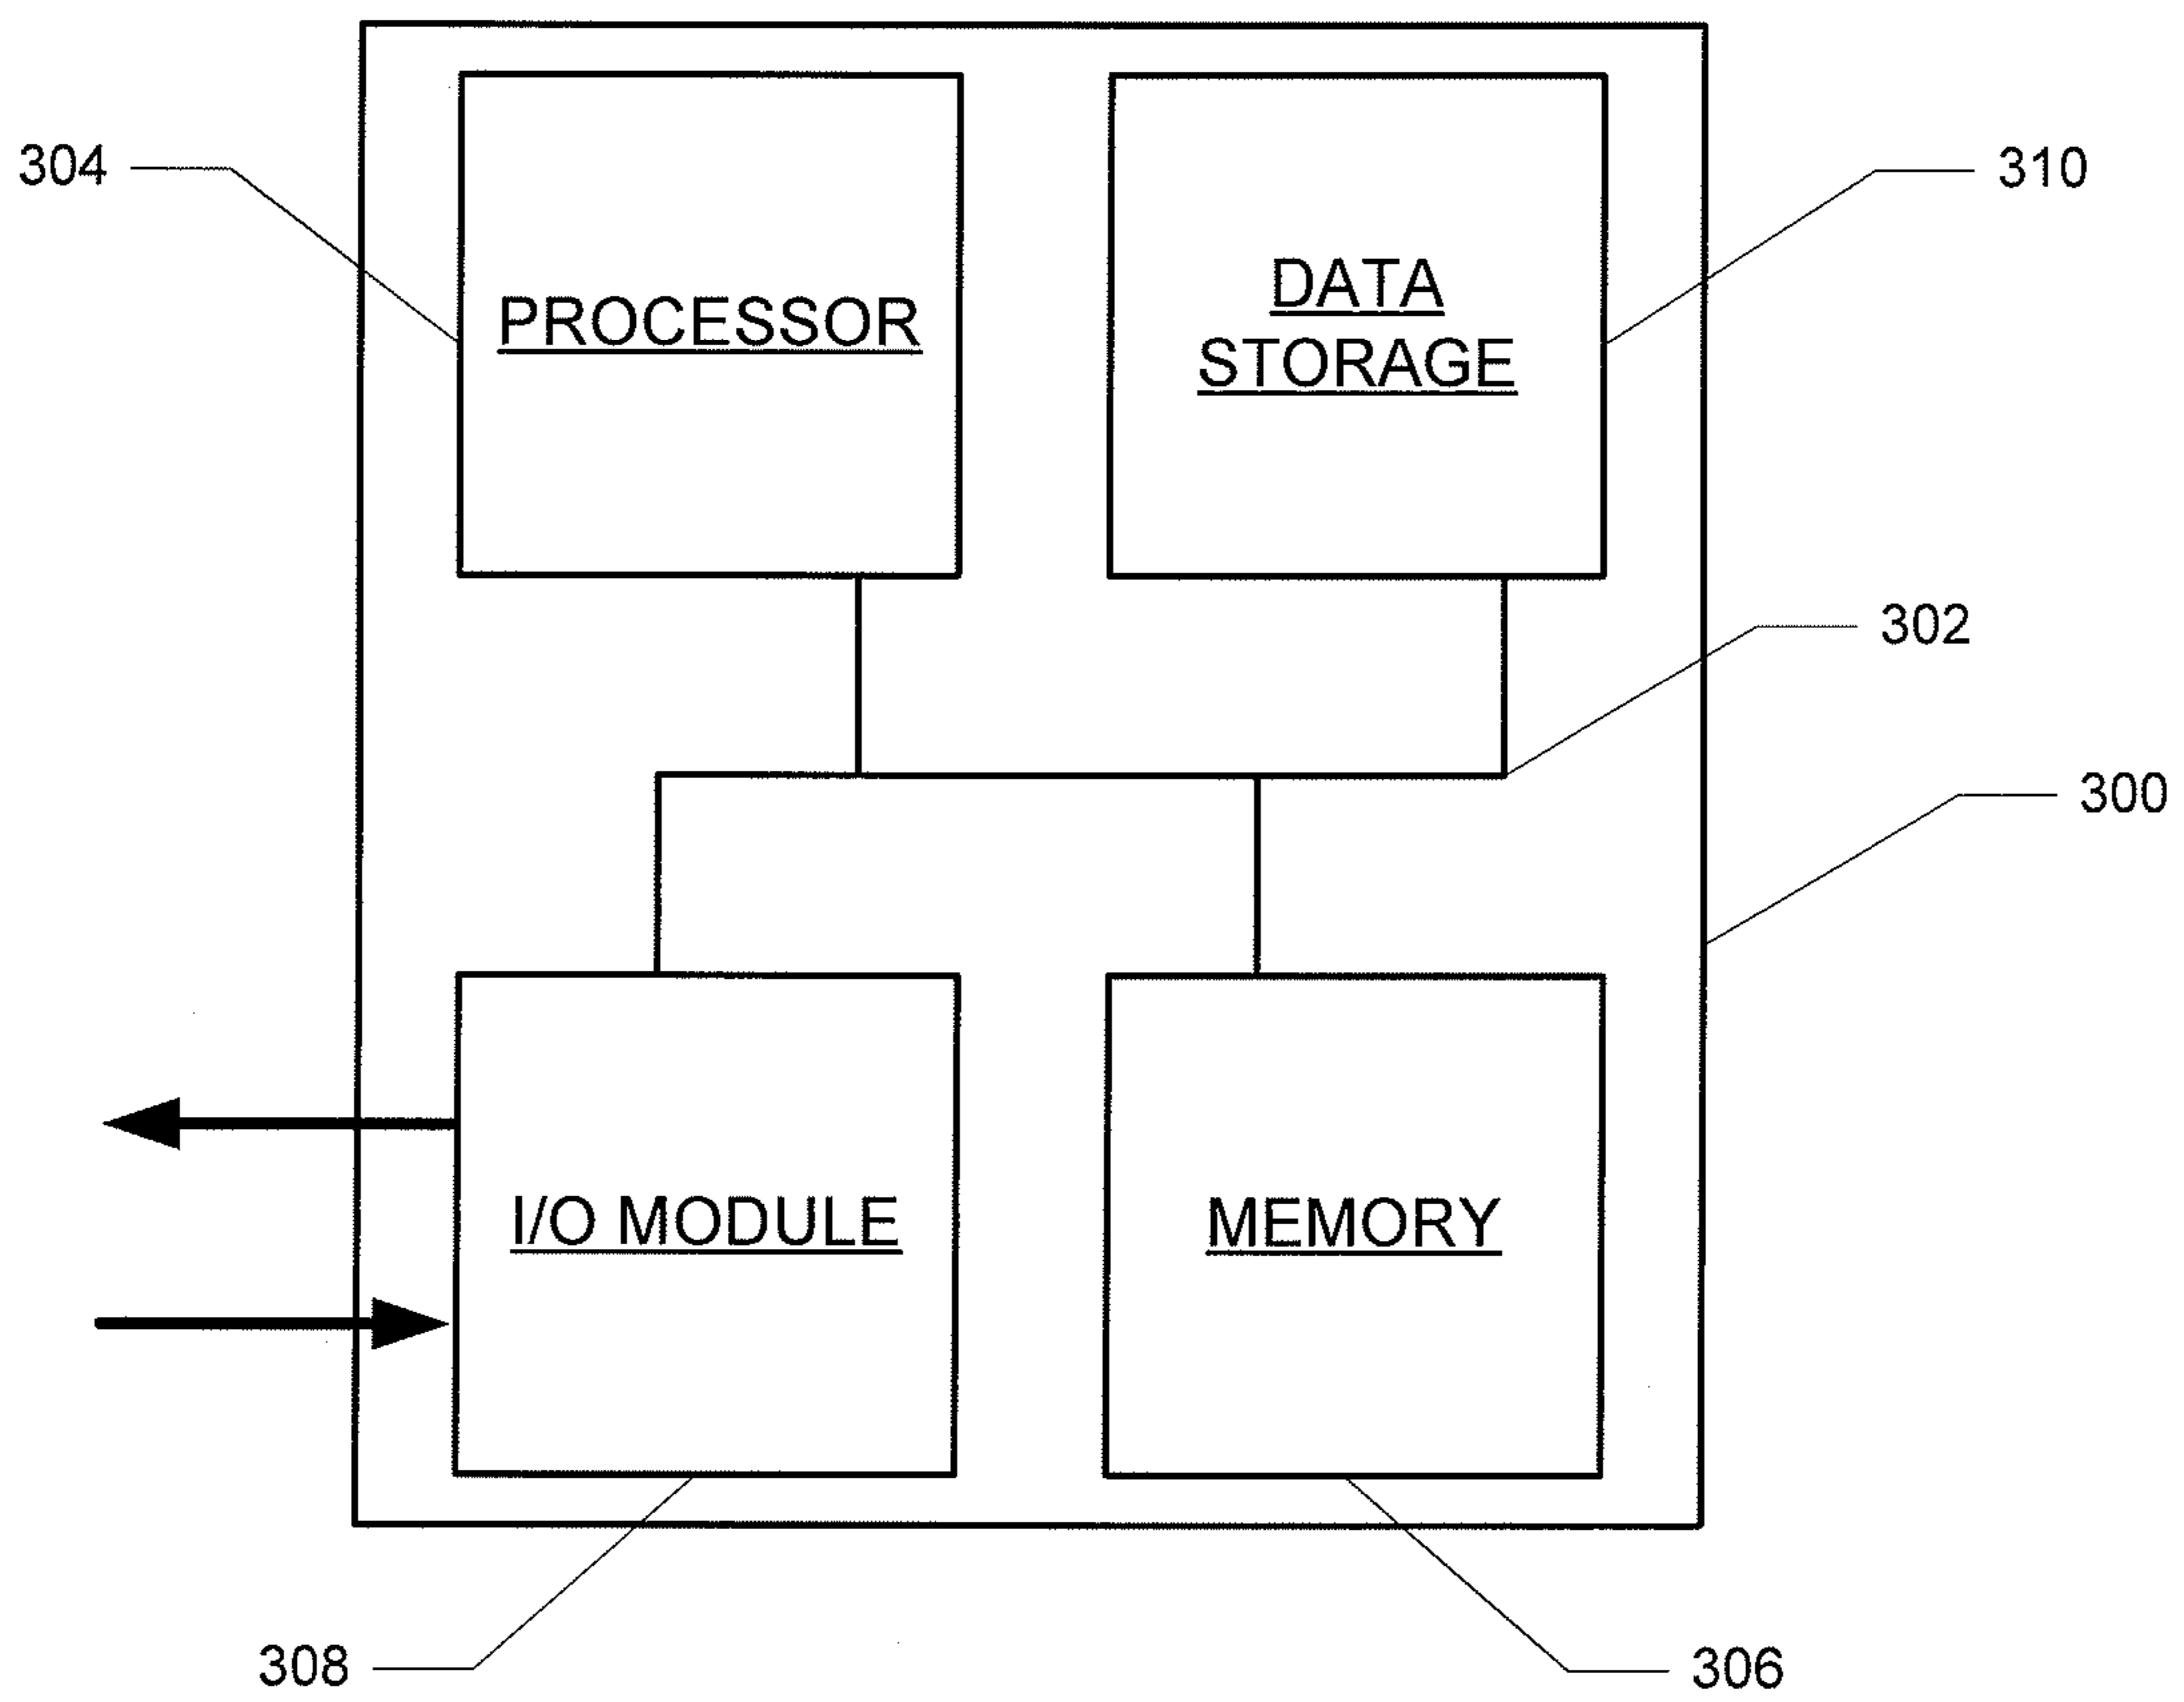 304
310
PROCESSOR
DATA
STORAGE
302
300
I/O MODULE
MEMORY
308
306